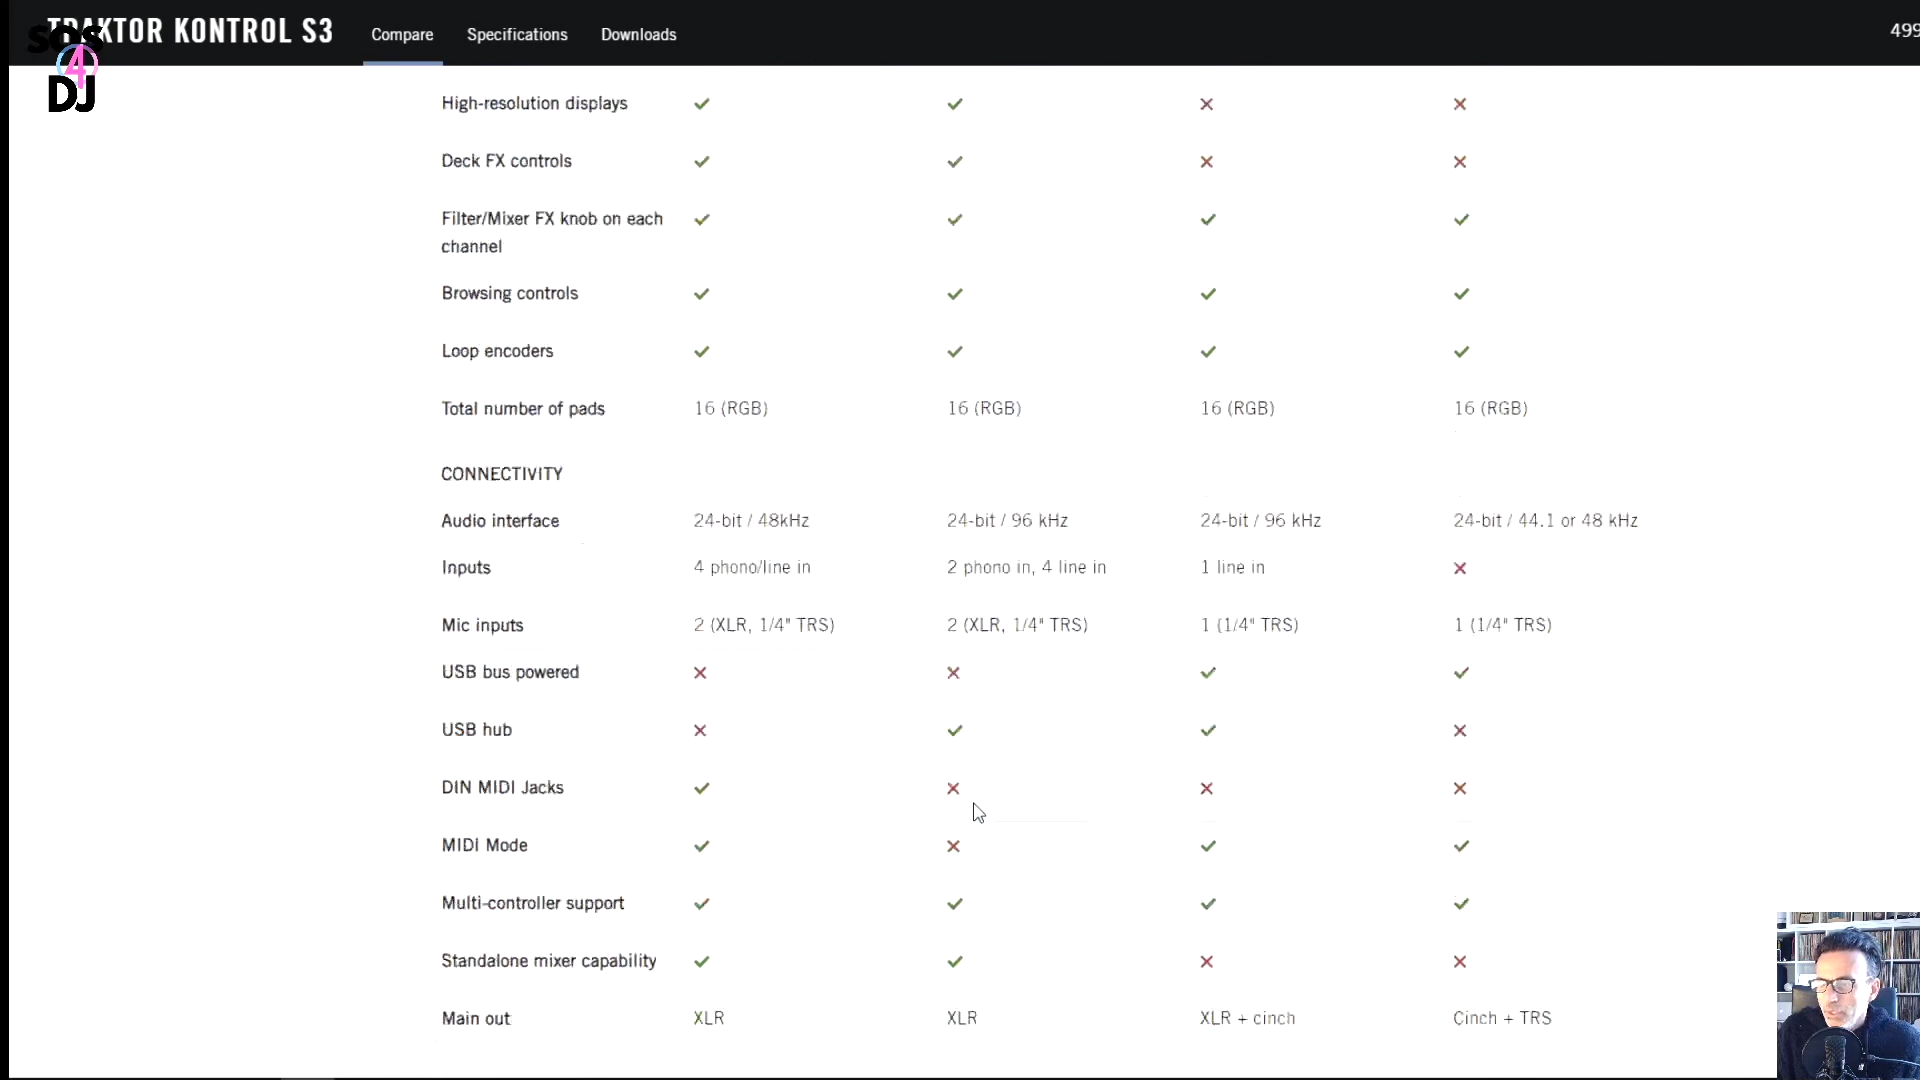 TRAKTOR KONTROL S3 Compare Specifications Downloads 499
SOS
4
DJ
High-resolution displays
Deck FX controls
Filter/Mixer FX knob on each
channel
Browsing controls
Loop encoders
Total number of pads 16 (RGB) 16 (RGB) 16 (RGB) 16 (RGB)
CONNECTIVITY
Audio interface 24-bit / 48kHz 24-bit / 96 kHz 24-bit / 96 kHz 24-bit / 44.1 or 48 kHz
Inputs 4 phono/line in 2 phono in, 4 line in 1 line in
Mic inputs 2 (XLR, 1/4" TRS) 2 (XLR, 1/4" TRS) 1 (1/4" TRS) 1 (1/4" TRS)
USB bus powered
USB hub
DIN MIDI Jacks
MIDI Mode
Multi-controller support
Standalone mixer capability
Main out XLR XLR XLR + cinch Cinch + TRS